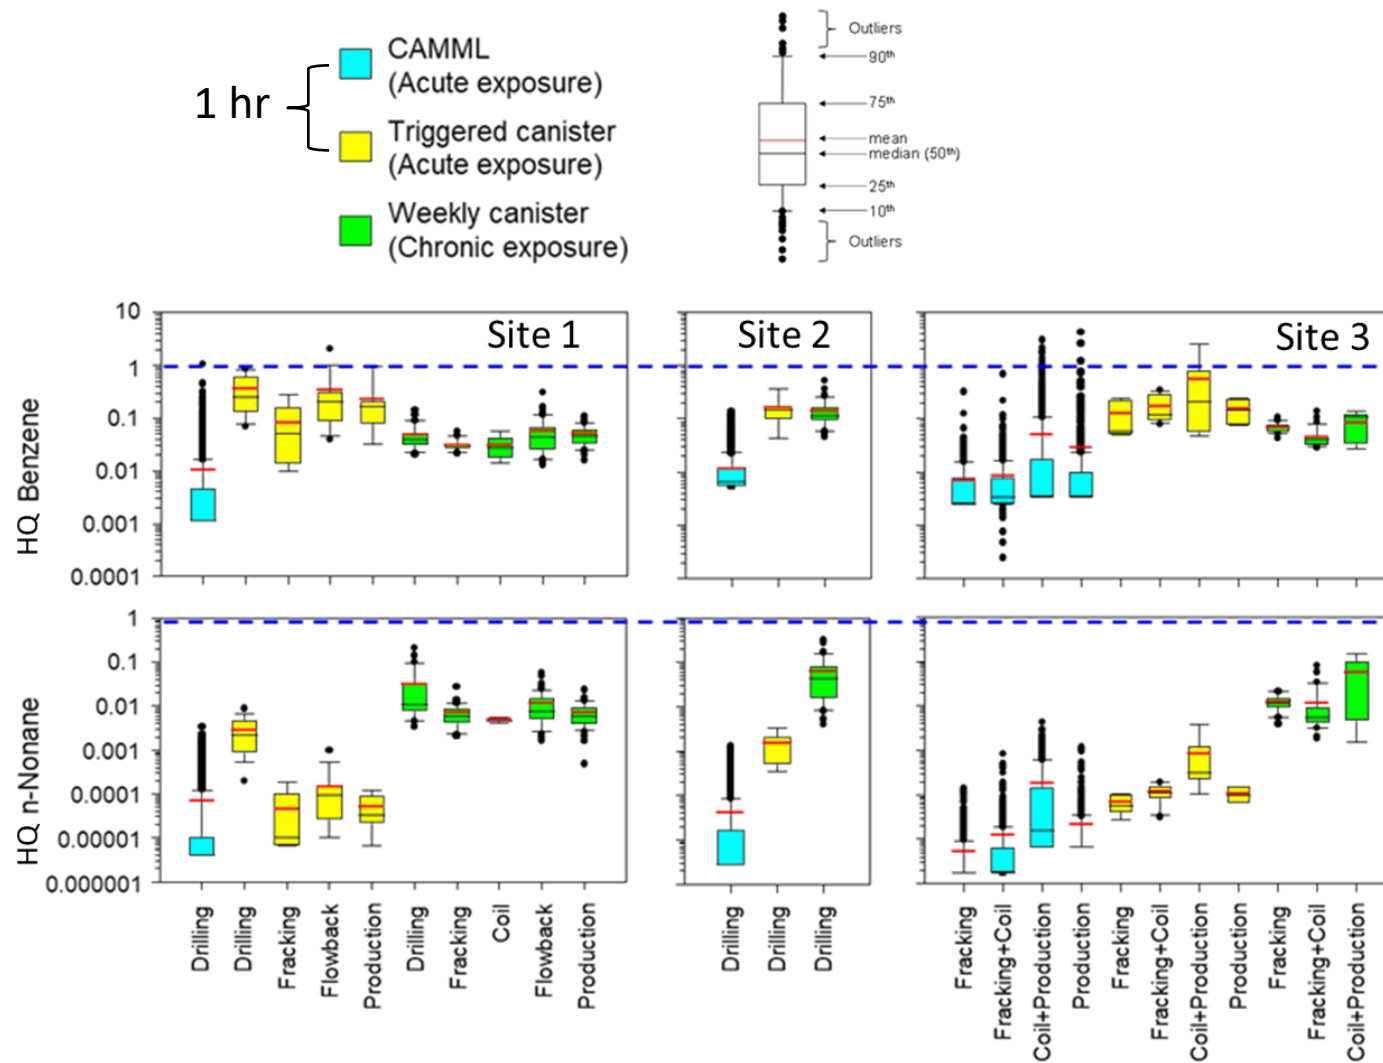 1 hr
CAMML
(Acute exposure)
Triggered canister
(Acute exposure)
Weekly canister
(Chronic exposure)
Outliers
90th
75th
mean
median (50th)
25th
10th
Outliers
HQ Benzene
10
1
0.1
0.01
0.001
0.0001
Site 1
Site 2
Site 3
HQ n-Nonane
1
0.1
0.01
0.001
0.0001
0.00001
0.000001
Drilling
Drilling
Fracking
Flowback
Production
Drilling
Fracking
Coil
Flowback
Production
Drilling
Drilling
Drilling
Fracking
Fracking+Coil
Coil+Production
Production
Fracking
Fracking+Coil
Coil+Production
Production
Fracking
Fracking+Coil
Coil+Production